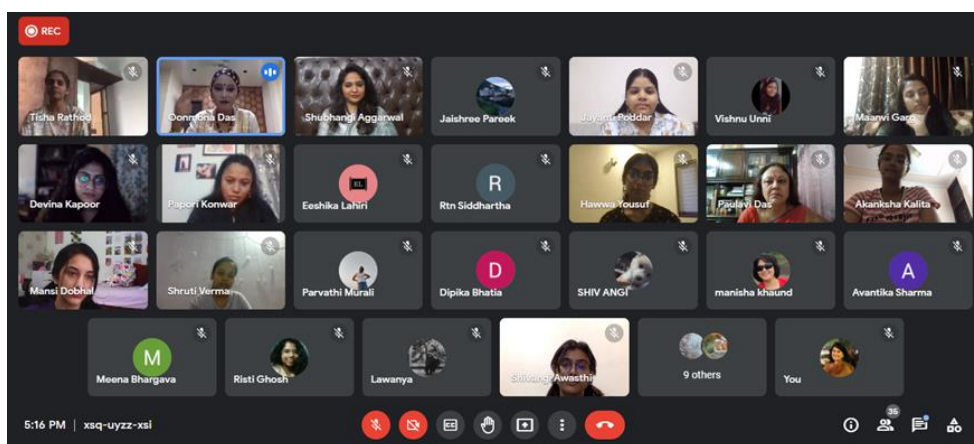 REC
Tisha Rathod
Oonmona Das
Shubhangi Aggarwal
Jaishree Pareek
Jayanti Poddar
Vishnu Unni
Maanvi Garg
Devina Kapoor
Papori Konwar
EL
Eeshika Lahiri
R
Rtn Siddhartha
Hawwa Yousuf
Paulavi Das
Akanksha Kalita
Mansi Dobhal
Shruti Verma
Parvathi Murali
D
Dipika Bhatia
SHIV ANGI
manisha khaund
A
Avantika Sharma
M
Meena Bhargava
Risti Ghosh
Lawanya
Shivangi Awasthi
9 others
You
5:16 PM | xsq-uyzz-xsi
CC
35